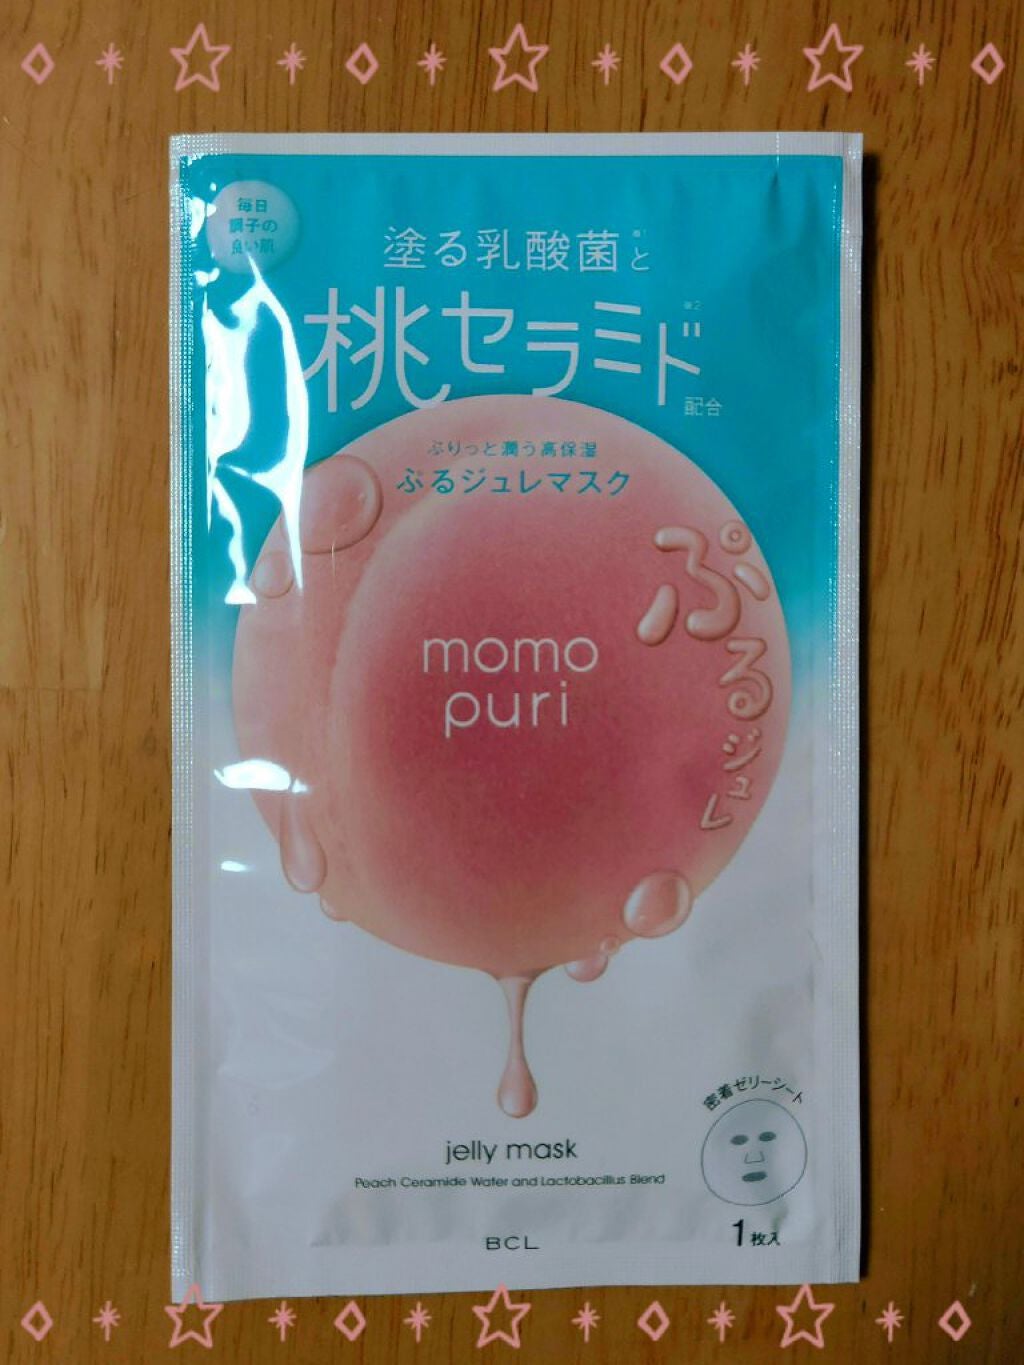 毎日
調子の
良い肌
塗る乳酸菌※1と
桃セラミド※2
配合
ぷりっと潤う高保湿
ぷるジュレマスク
ぷるジュレ
momo
puri
密着ゼリーシート
jelly mask
Peach Ceramide Water and Lactobacillus Blend
1枚入
BCL